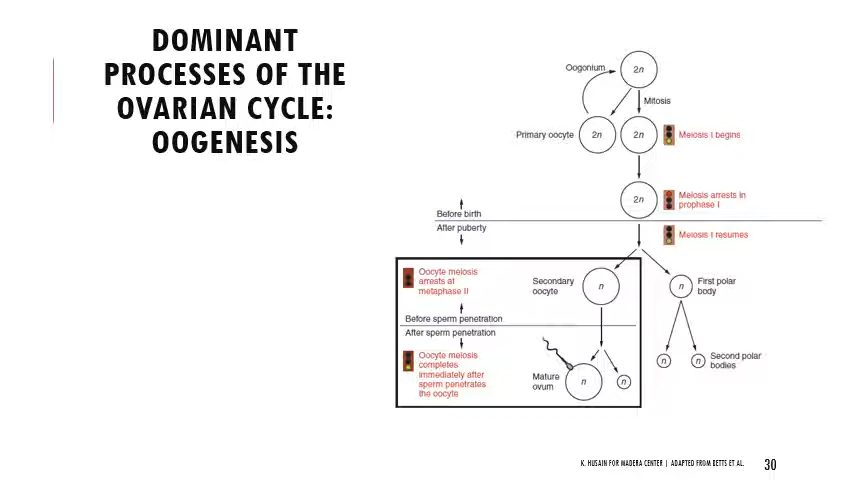 DOMINANT
PROCESSES OF THE
OVARIAN CYCLE:
OOGENESIS
Oogonium
2n
Mitosis
Primary oocyte
2n
2n
Meiosis I begins
2n
Meiosis arrests in
prophase I
Before birth
After puberty
Meiosis I resumes
Oocyte meiosis
arrests at
metaphase II
Secondary
oocyte
n
n
First polar
body
Before sperm penetration
After sperm penetration
Oocyte meiosis
completes
immediately after
sperm penetrates
the oocyte
Mature
ovum
n
n
n
n
Second polar
bodies
K. HUSAIN FOR MADERA CENTER | ADAPTED FROM BETTS ET AL.
30